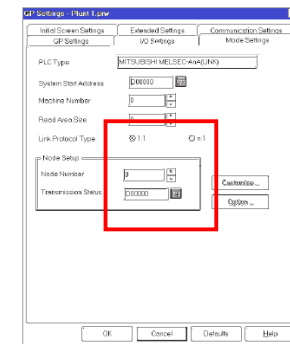 GP Settings - Plant 1.prw
Initial Screen Settings Extended Settings Communication Settings
GP Settings I/O Settings Mode Settings
PLC Type MITSUBISHI MELSEC-AnA(LINK)
System Start Address D00000
Machine Number 0
Read Area Size 0
Link Protocol Type 1:1 n:1
Node Setup
Node Number 0
Transmission Status D00000
Customize ...
Option ...
OK Cancel Defaults Help